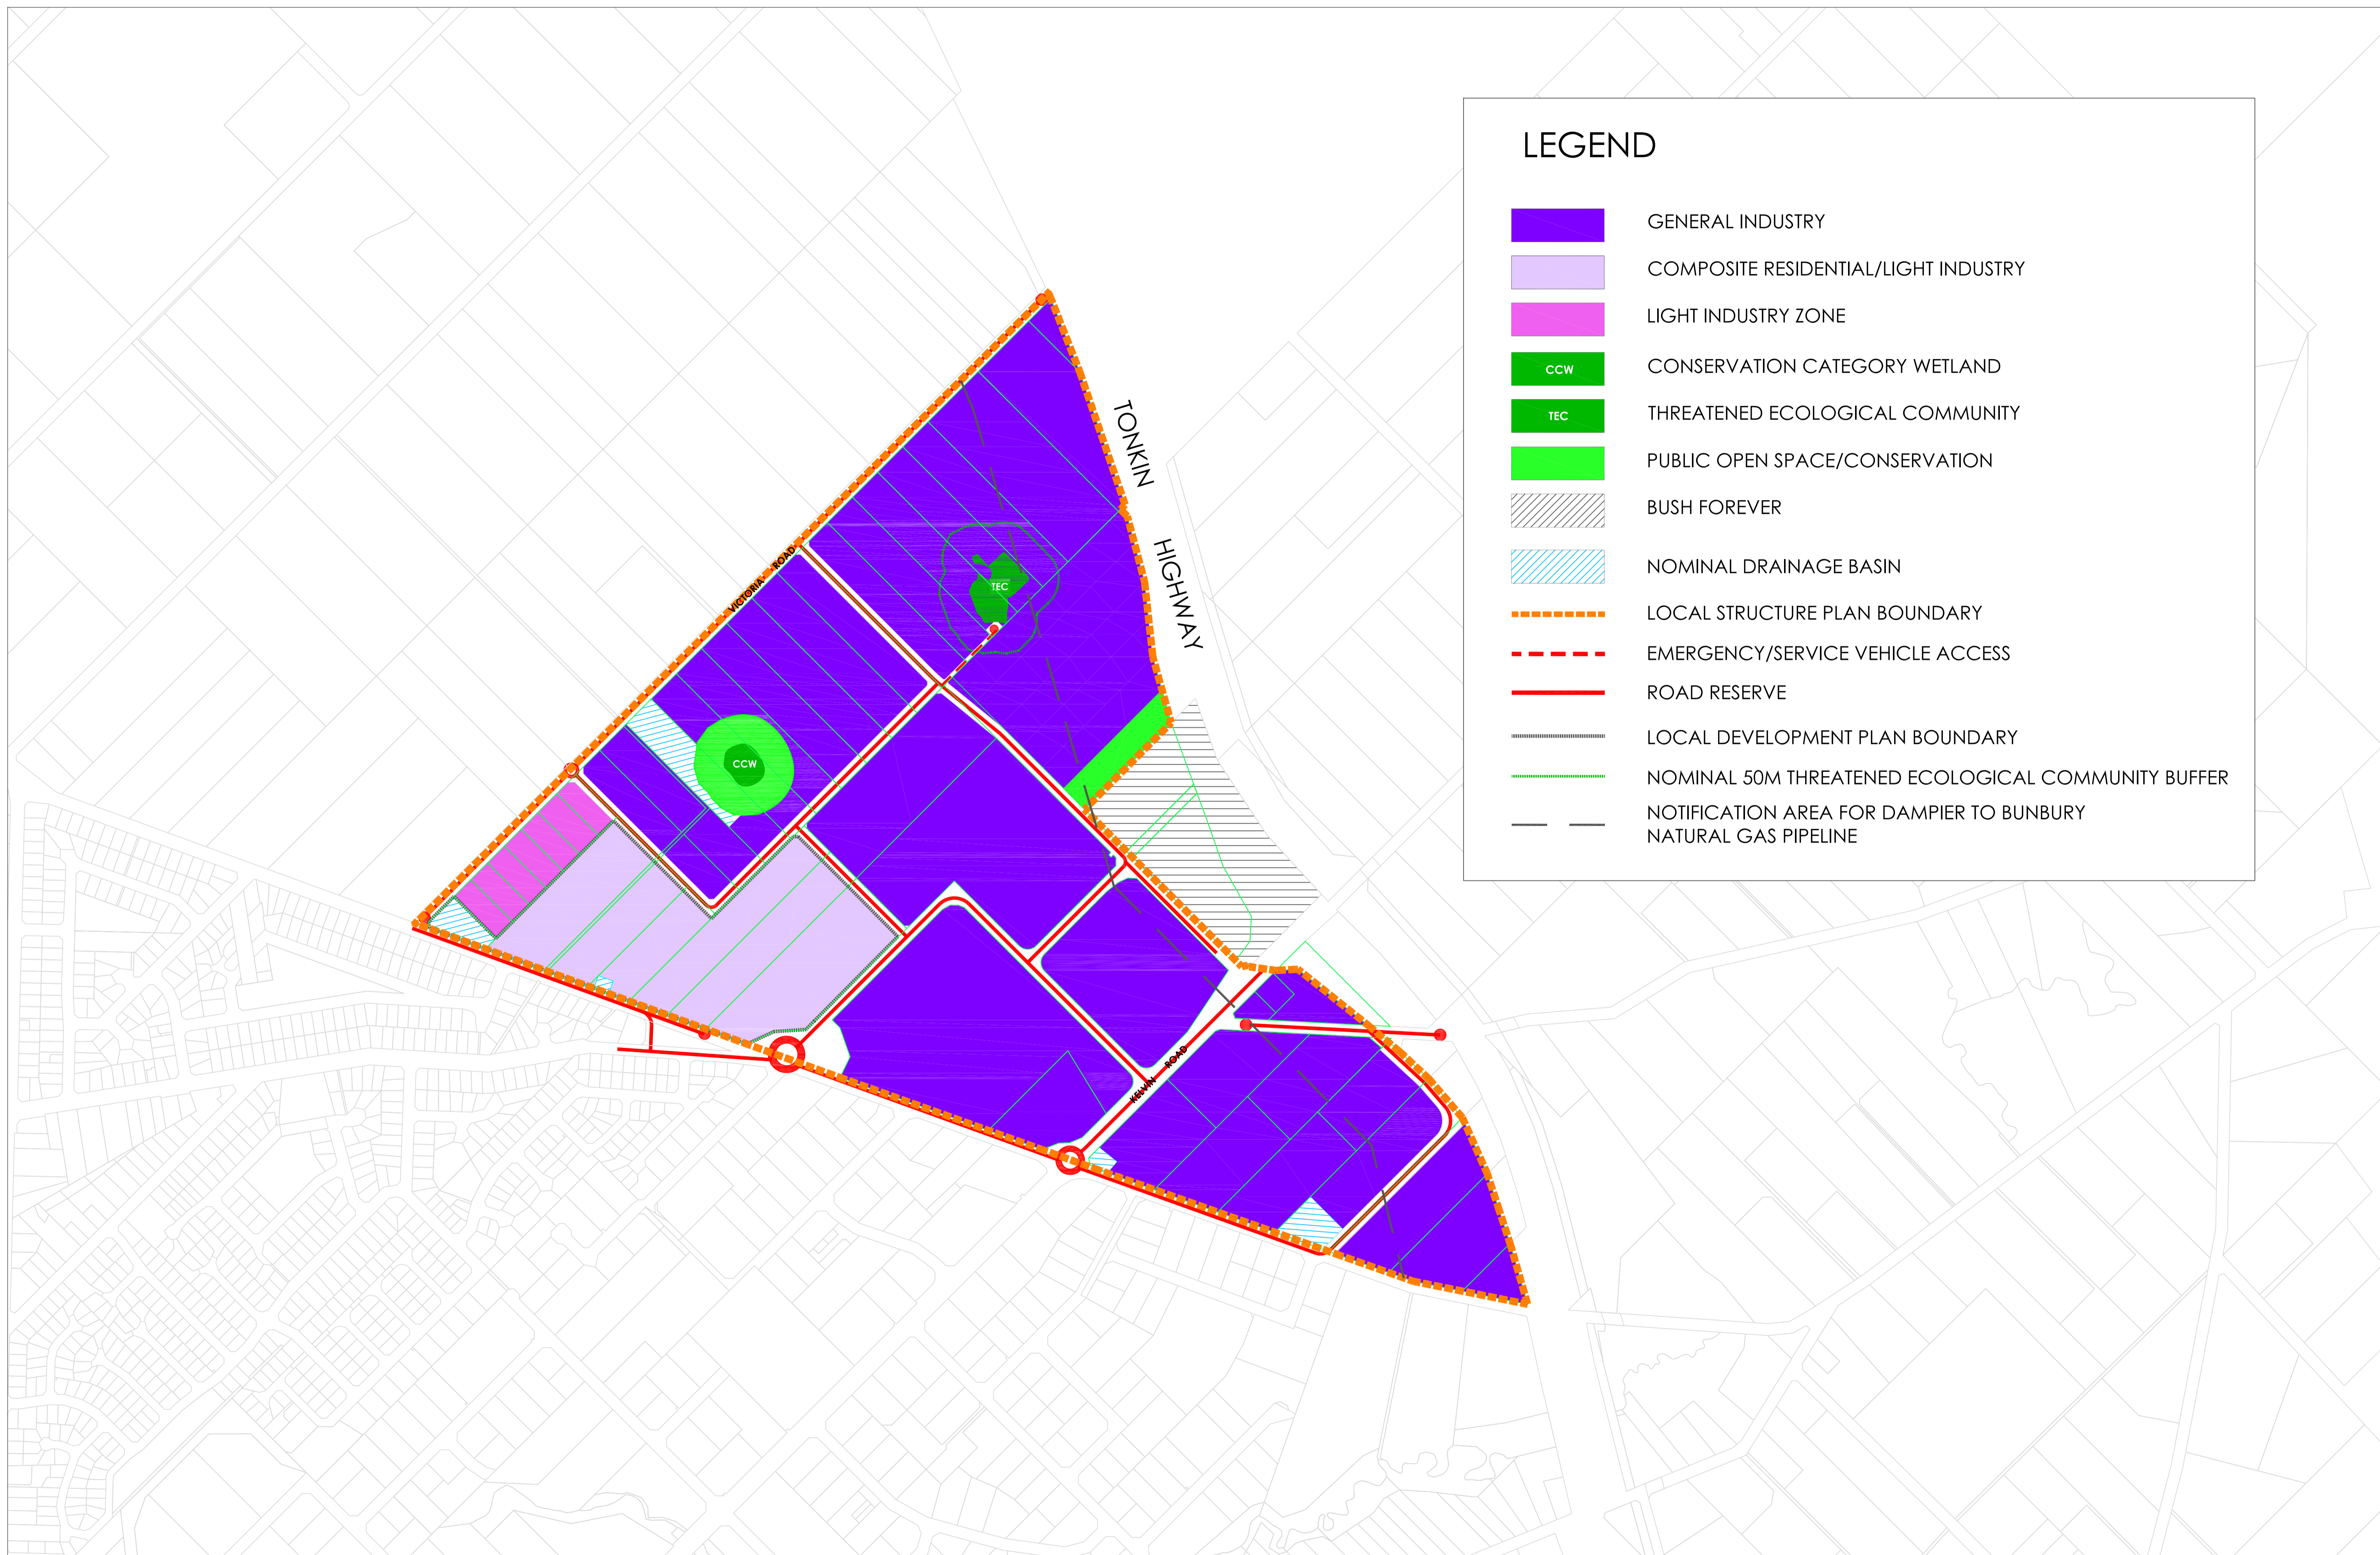 LEGEND
GENERAL INDUSTRY
COMPOSITE RESIDENTIAL/LIGHT INDUSTRY
LIGHT INDUSTRY ZONE
CCW
CONSERVATION CATEGORY WETLAND
TEC
THREATENED ECOLOGICAL COMMUNITY
PUBLIC OPEN SPACE/CONSERVATION
BUSH FOREVER
NOMINAL DRAINAGE BASIN
LOCAL STRUCTURE PLAN BOUNDARY
EMERGENCY/SERVICE VEHICLE ACCESS
ROAD RESERVE
LOCAL DEVELOPMENT PLAN BOUNDARY
NOMINAL 50M THREATENED ECOLOGICAL COMMUNITY BUFFER
NOTIFICATION AREA FOR DAMPIER TO BUNBURY
NATURAL GAS PIPELINE
TONKIN HIGHWAY
VICTORIA ROAD
TEC
CCW
KELVIN ROAD